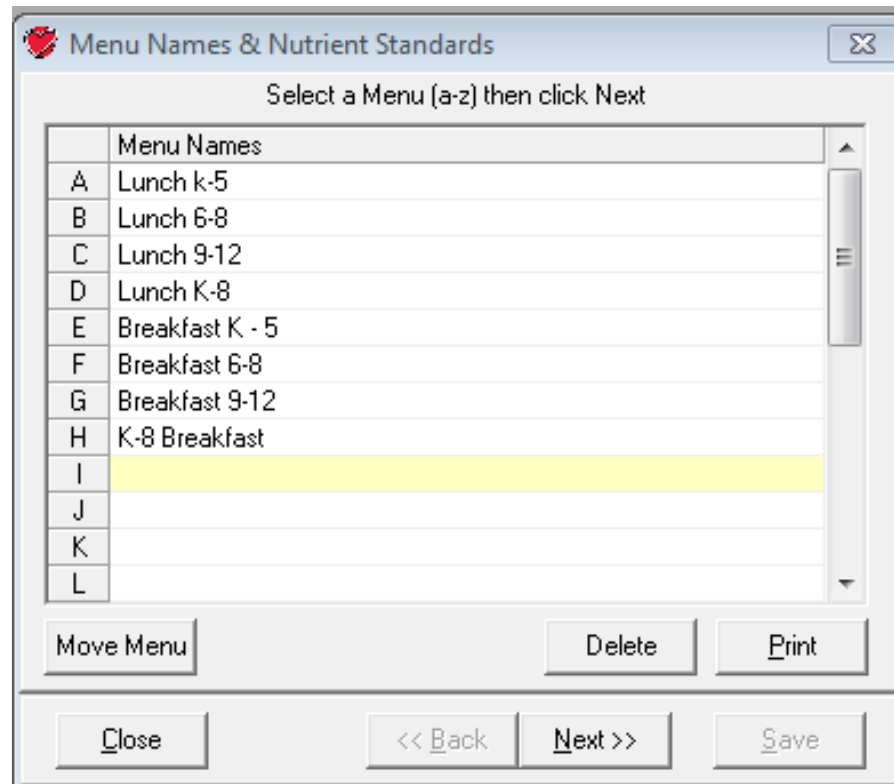 Menu Names & Nutrient Standards
Select a Menu (a-z) then click Next
Menu Names
A Lunch k-5
B Lunch 6-8
C Lunch 9-12
D Lunch K-8
E Breakfast K - 5
F Breakfast 6-8
G Breakfast 9-12
H K-8 Breakfast
I
J
K
L
Move Menu Delete Print
Close << Back Next >> Save